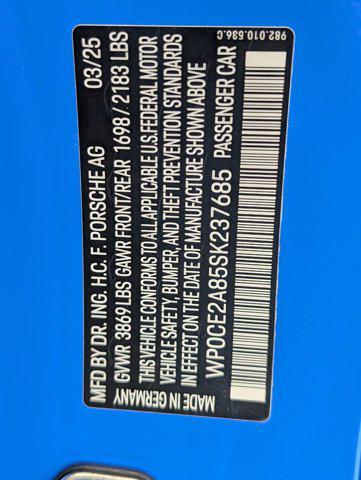 982.010.536.C
MFD BY DR. ING. H.C. F. PORSCHE AG 03/25
GVWR 3869 LBS GAWR FRONT/REAR 1698/2183 LBS
THIS VEHICLE CONFORMS TO ALL APPLICABLE U.S.FEDERAL MOTOR
VEHICLE SAFETY, BUMPER, AND THEFT PREVENTION STANDARDS
IN EFFECT ON THE DATE OF MANUFACTURE SHOWN ABOVE
WP0CF2A85SK237685 PASSENGER CAR
MADE IN GERMANY